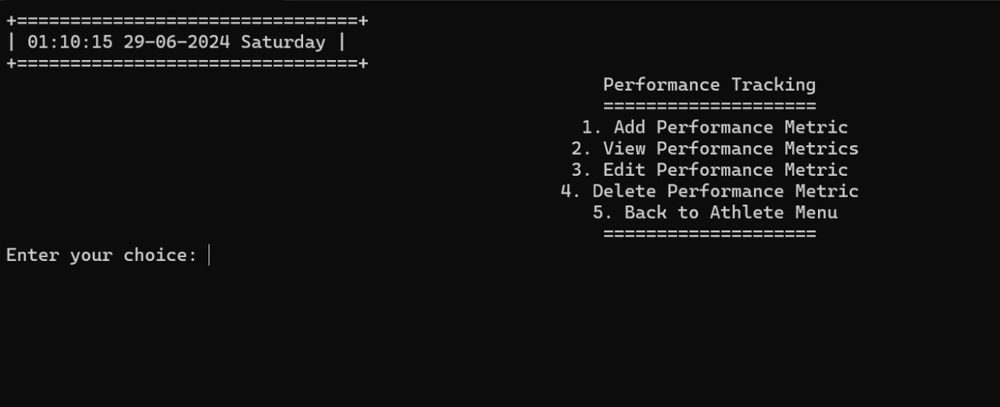 +================================+
| 01:10:15 29-06-2024 Saturday |
+================================+
Performance Tracking
====================
1. Add Performance Metric
2. View Performance Metrics
3. Edit Performance Metric
4. Delete Performance Metric
5. Back to Athlete Menu
====================
Enter your choice: